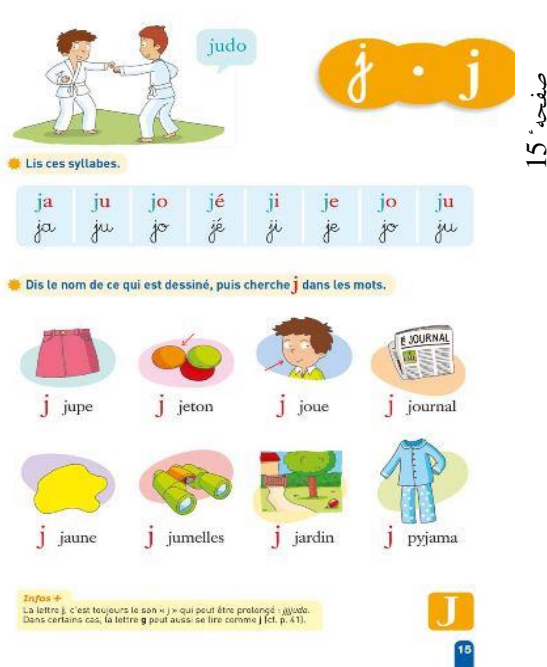 judo
j • j
صفحه 15
Lis ces syllabes.
ja ju jo jé ji je jo ju
ja ju jo jé ji je jo ju
Dis le nom de ce qui est dessiné, puis cherche j dans les mots.
JOURNAL
j jupe j jeton j joue j journal
j jaune j jumelles j jardin j pyjama
Infos +
La lettre j, c'est toujours le son « j » qui peut être prolongé : jjjjudo.
Dans certains cas, la lettre g peut aussi se lire comme j (cf. p. 41).
J
15